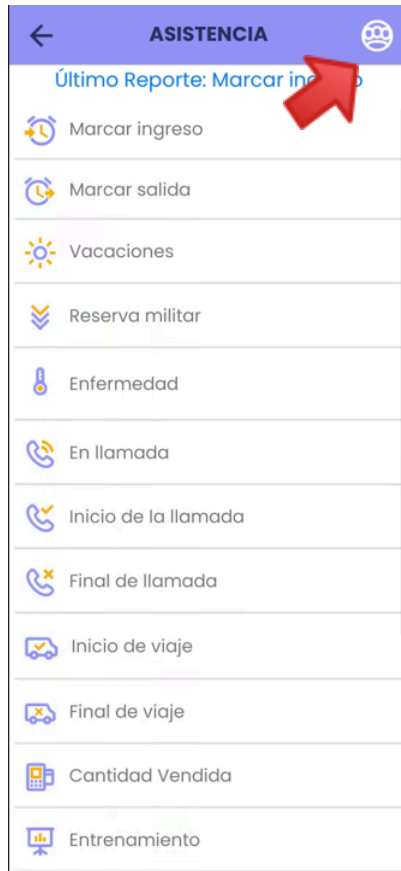 ASISTENCIA
Último Reporte: Marcar ingreso
Marcar ingreso
Marcar salida
Vacaciones
Reserva militar
Enfermedad
En llamada
Inicio de la llamada
Final de llamada
Inicio de viaje
Final de viaje
Cantidad Vendida
Entrenamiento